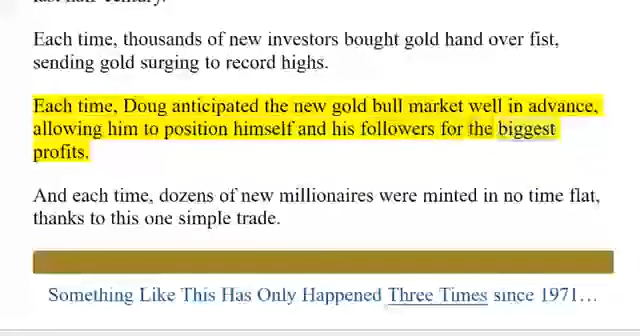 Each time, thousands of new investors bought gold hand over fist,
sending gold surging to record highs.
Each time, Doug anticipated the new gold bull market well in advance,
allowing him to position himself and his followers for the biggest
profits.
And each time, dozens of new millionaires were minted in no time flat,
thanks to this one simple trade.
Something Like This Has Only Happened Three Times since 1971…